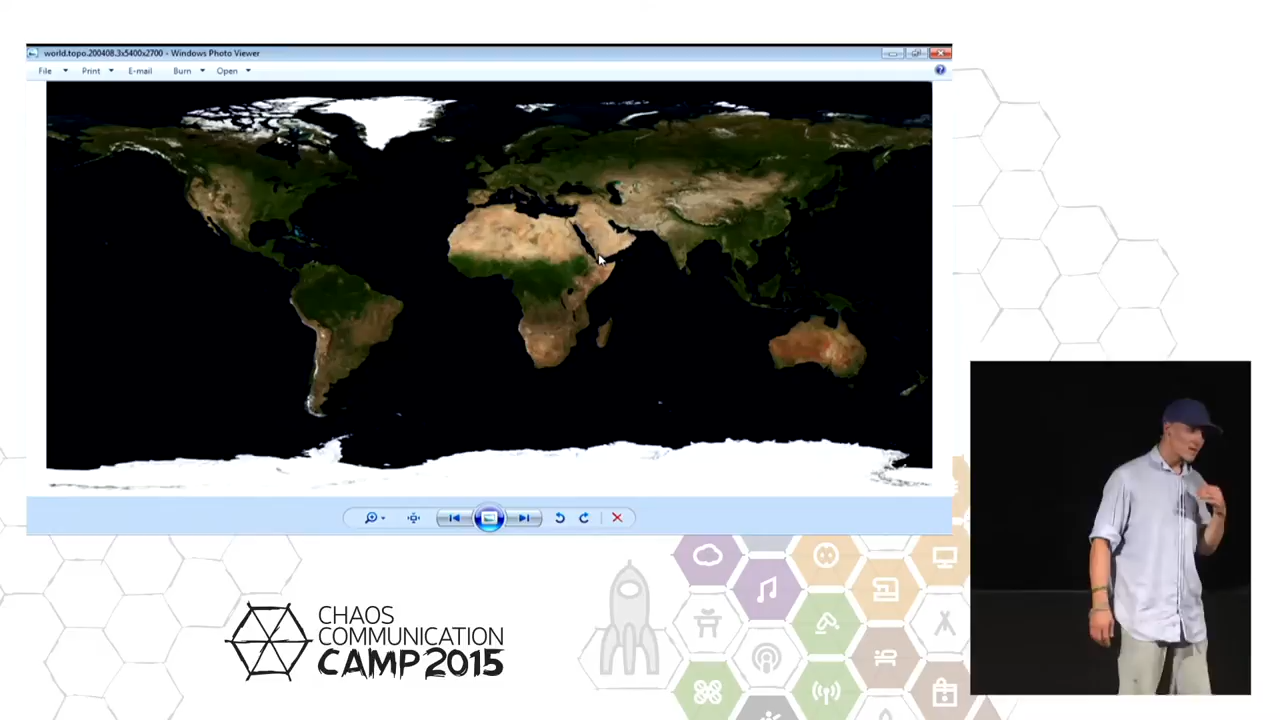 world.topo.200408.3x5400x2700 - Windows Photo Viewer
File Print E-mail Burn Open
CHAOS
COMMUNICATION
CAMP 2015